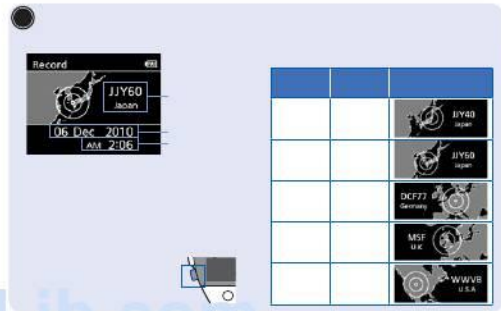 Record
JJY60
Japan
06 Dec 2010
AM 2:06
JJY40
Japan
JJY60
Japan
DCF77
Germany
MSF
U.K
WWVB
U.S.A